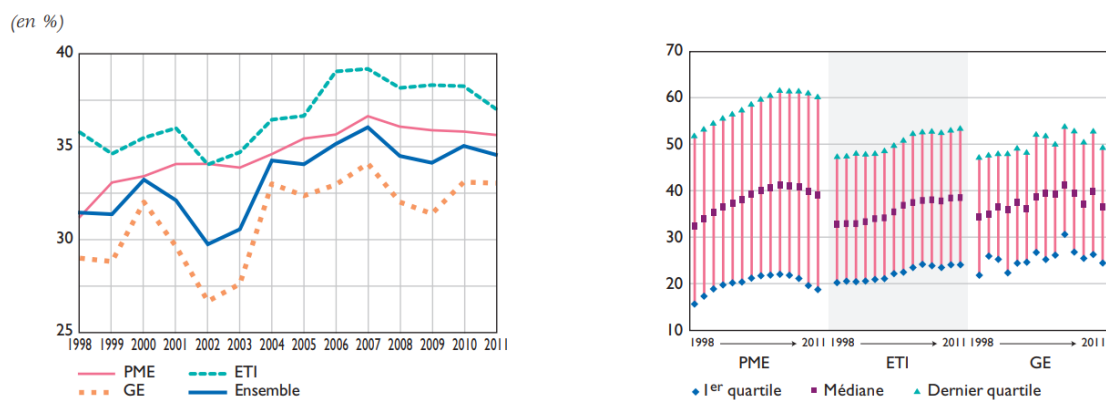 (en %)
40
35
30
25
1998 1999 2000 2001 2002 2003 2004 2005 2006 2007 2008 2009 2010 2011
PME ETI
GE Ensemble
70
60
50
40
30
20
10
1998 2011 1998 2011 1998 2011
PME ETI GE
1er quartile Médiane Dernier quartile